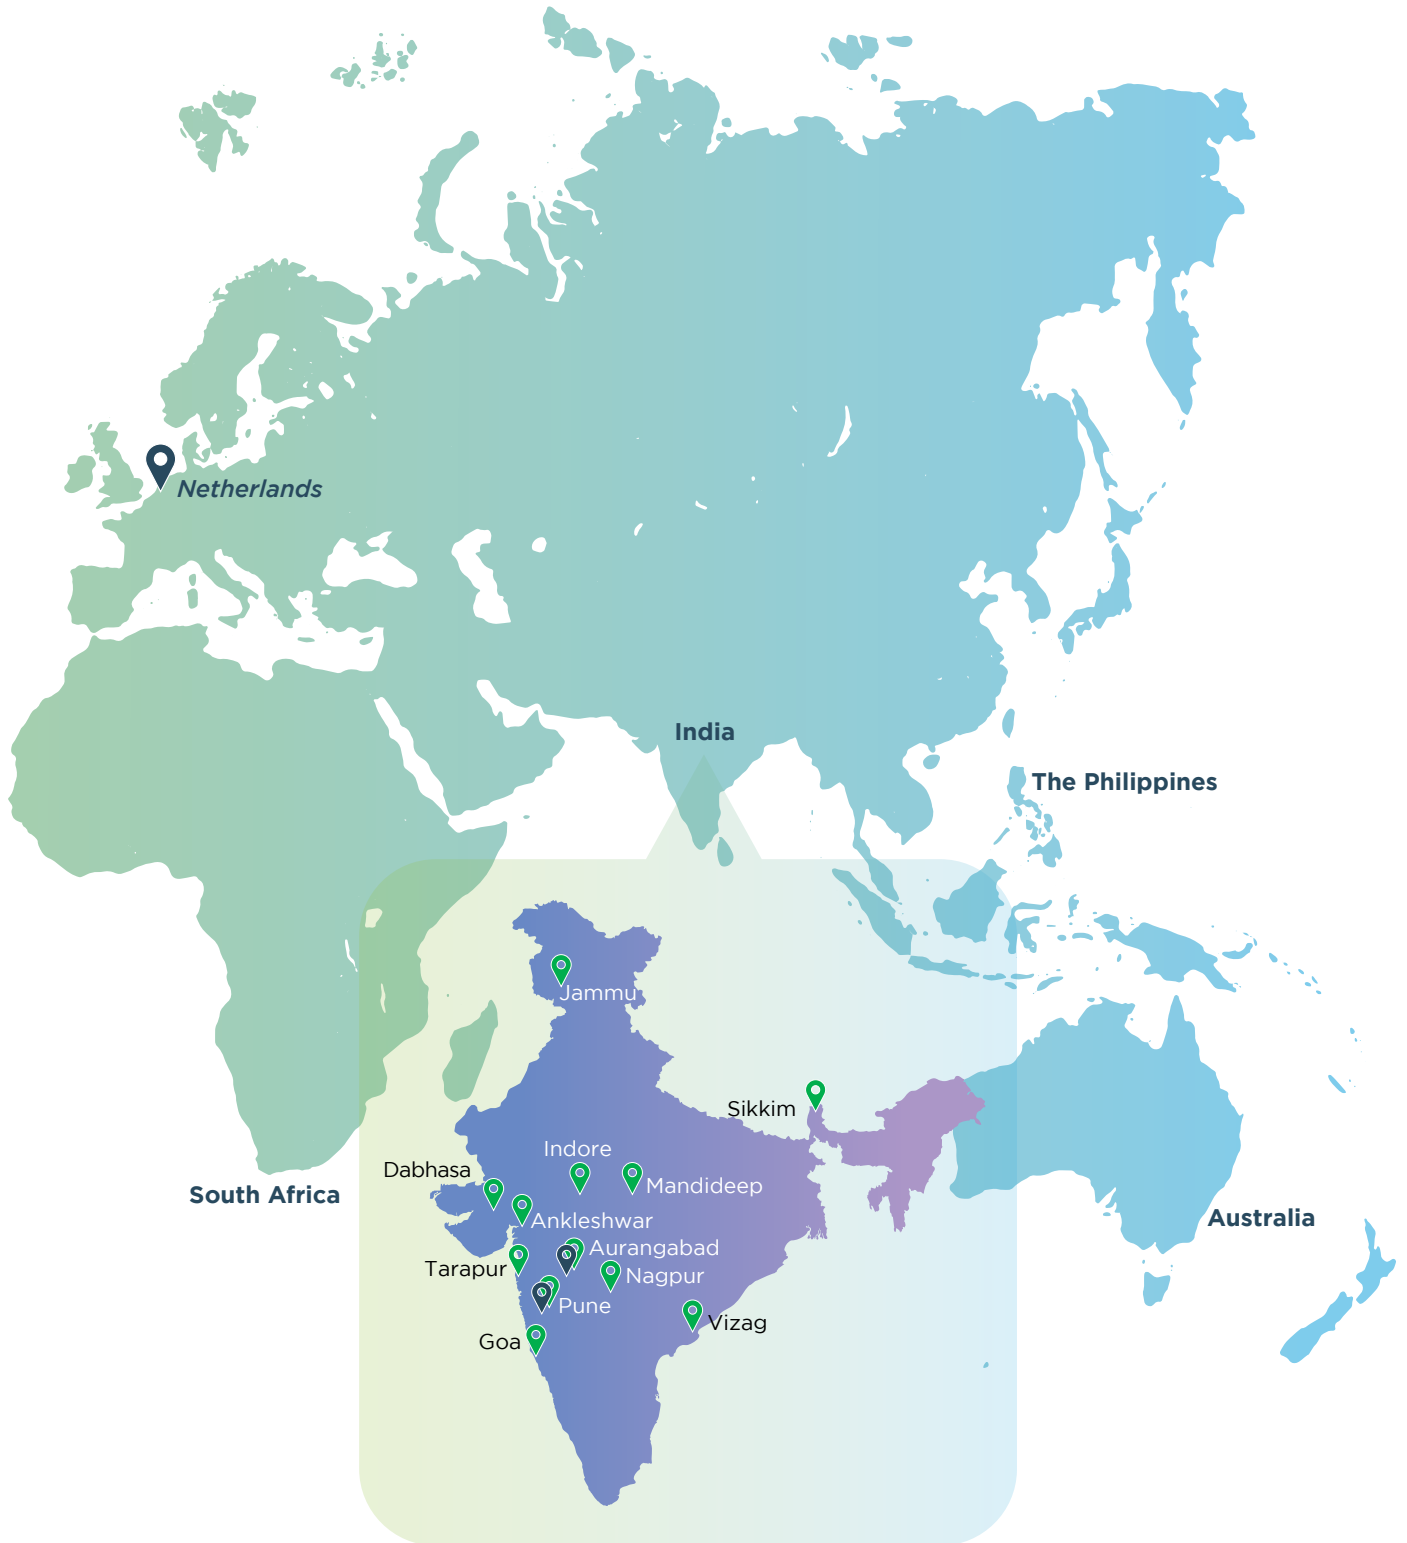 Netherlands
India
The Philippines
Jammu
Sikkim
Indore
Dabhasa
Mandideep
South Africa
Ankleshwar
Australia
Aurangabad
Tarapur
Nagpur
Pune
Vizag
Goa